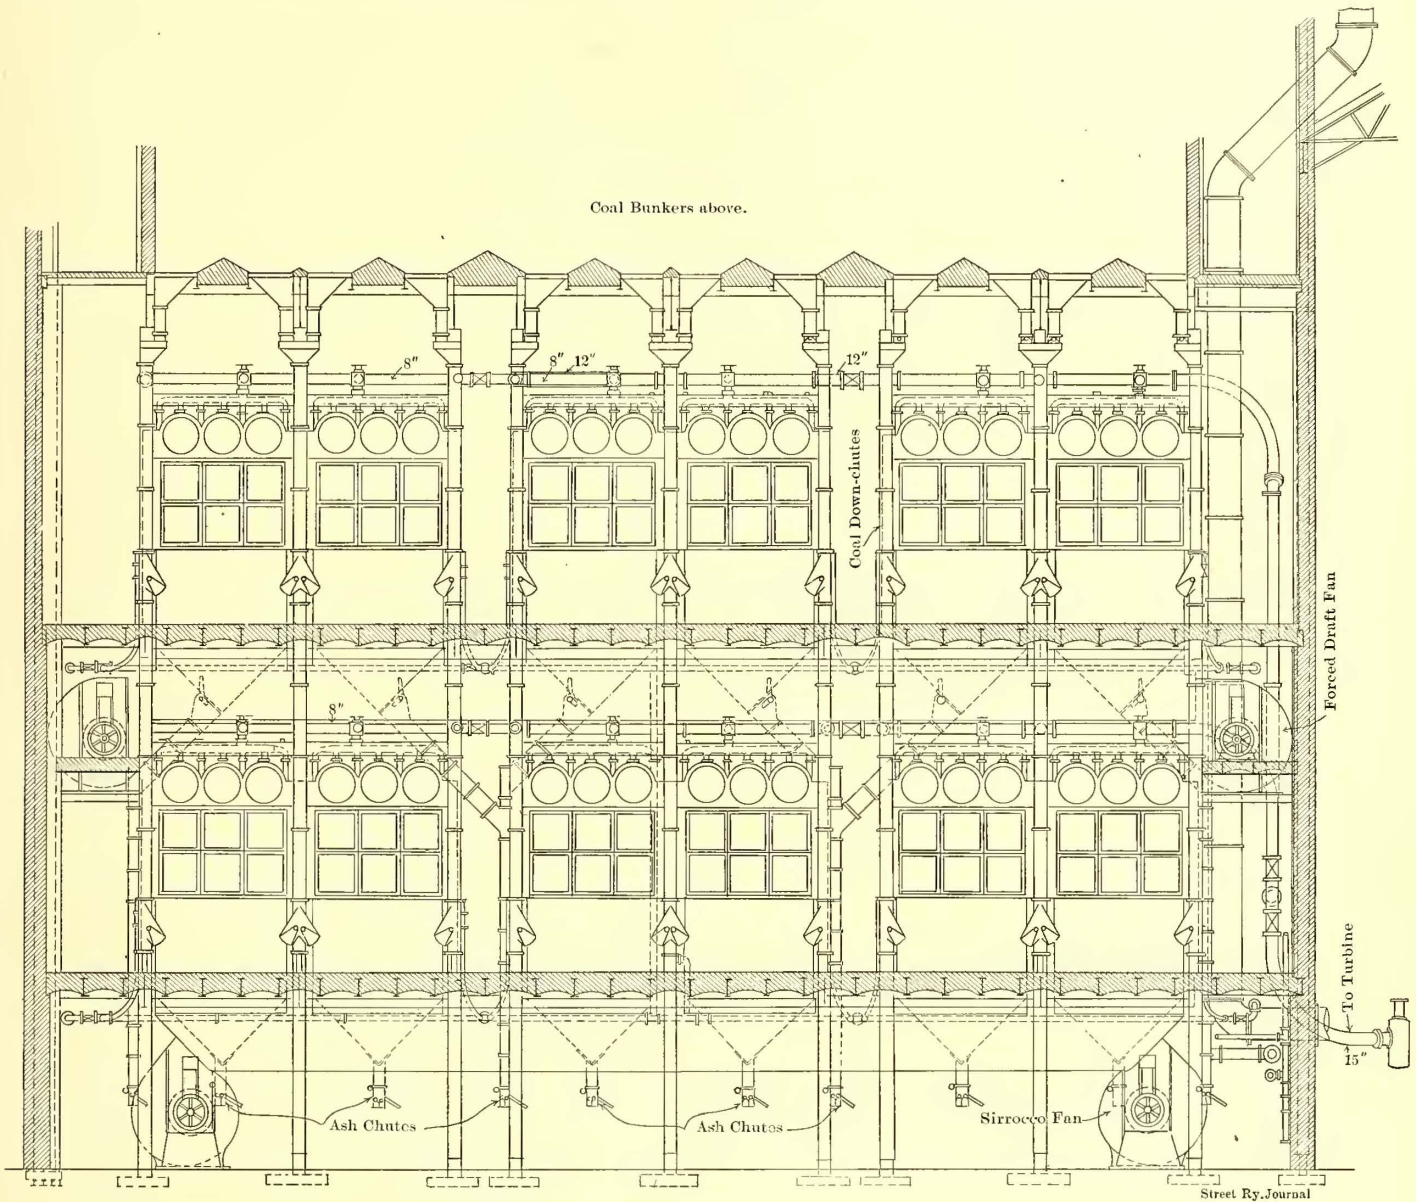 Coal Bunkers above.
8"
8" 12"
12"
Coal Down-chutes
Forced Draft Fan
8"
To Turbine
15"
Ash Chutes
Ash Chutes
Sirrocco Fan
Street Ry. Journal